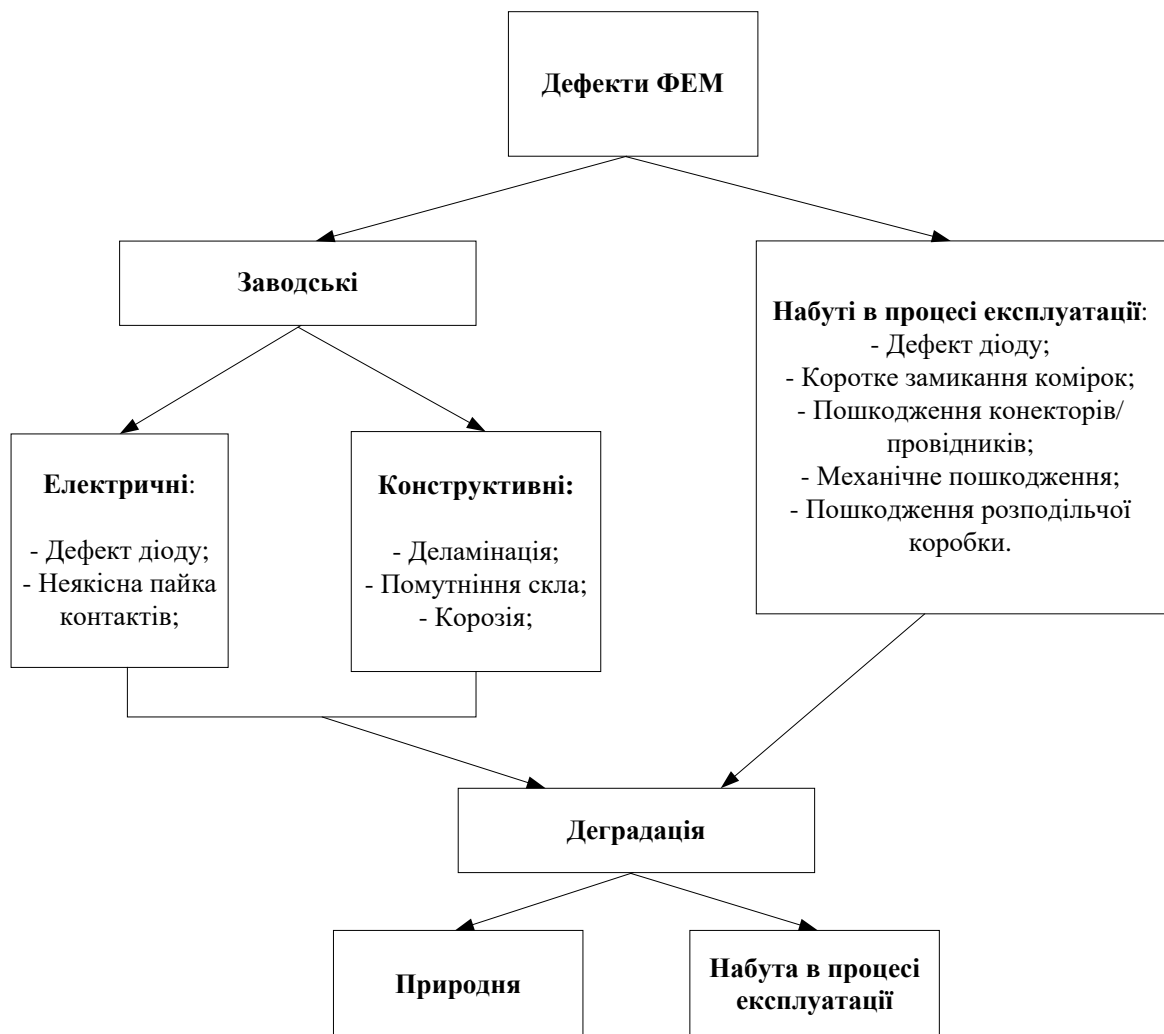 Дефекти ФЕМ
Заводські
Набуті в процесі експлуатації:
- Дефект діоду;
- Коротке замикання комірок;
- Пошкодження конекторів/
провідників;
- Механічне пошкодження;
- Пошкодження розподільчої
коробки.
Електричні:
- Дефект діоду;
- Неякісна пайка
контактів;
Конструктивні:
- Деламінація;
- Помутніння скла;
- Корозія;
Деградація
Природня
Набута в процесі
експлуатації